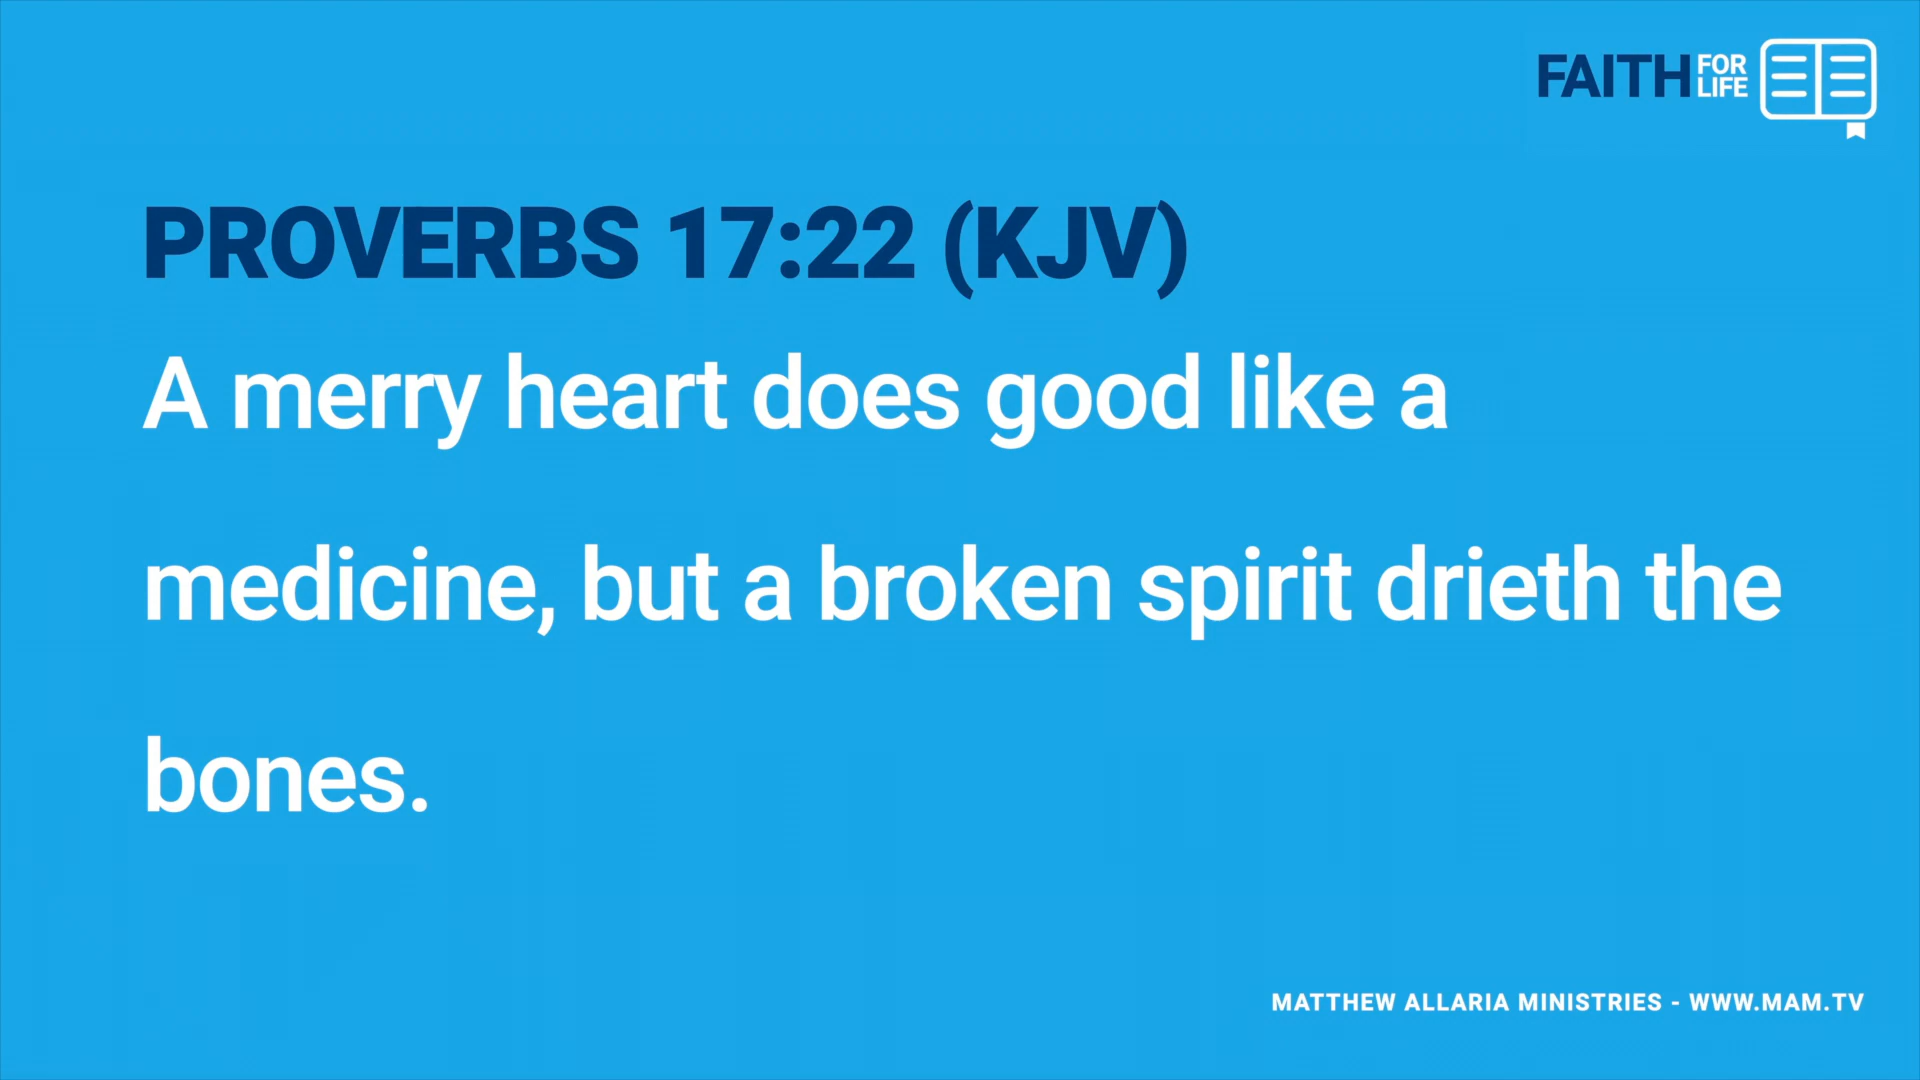 FAITH FOR LIFE
PROVERBS 17:22 (KJV)
A merry heart does good like a
medicine, but a broken spirit drieth the
bones.
MATTHEW ALLARIA MINISTRIES - WWW.MAM.TV